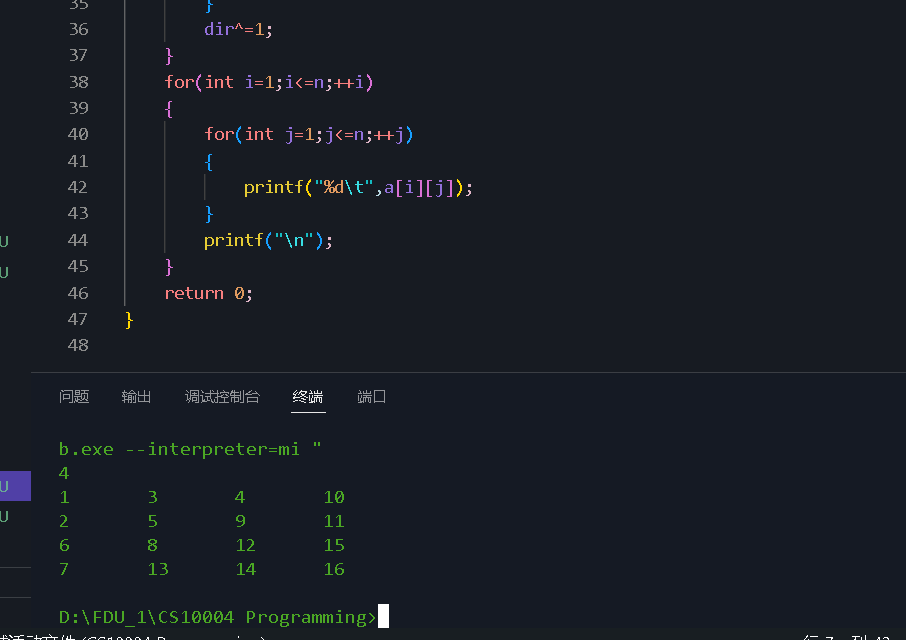 35 }
36 dir^=1;
37 }
38 for(int i=1;i<=n;++i)
39 {
40 for(int j=1;j<=n;++j)
41 {
42 printf("%d\t",a[i][j]);
43 }
44 printf("\n");
U
45 }
U
46 return 0;
47 }
48
问题 输出 调试控制台 终端 端口
b.exe --interpreter=mi "
4
1 3 4 10
U
2 5 9 11
U
6 8 12 15
7 13 14 16
D:\FDU_1\CS10004 Programming>